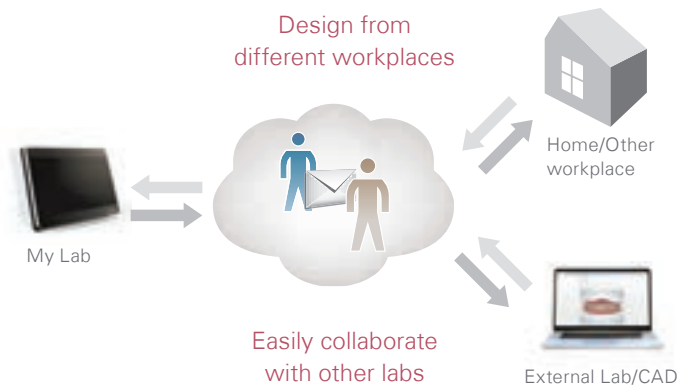 Design from
different workplaces
Home/Other
workplace
My Lab
Easily collaborate
with other labs
External Lab/CAD